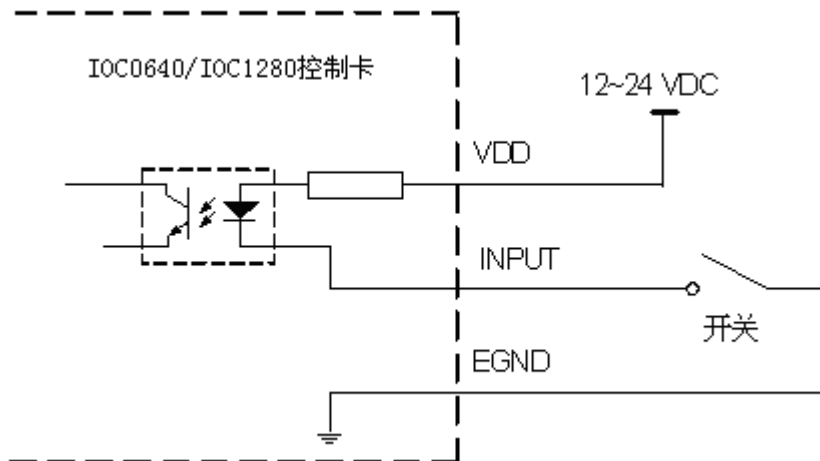 IOC0640/IOC1280控制卡
12~24 VDC
VDD
INPUT
开关
EGND